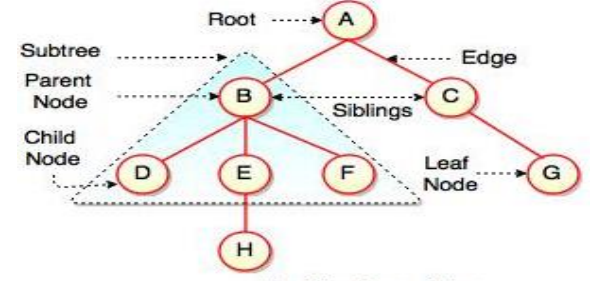 Root
A
Subtree
Edge
Parent
Node
B
Siblings
C
Child
Node
D
E
F
Leaf
Node
G
H